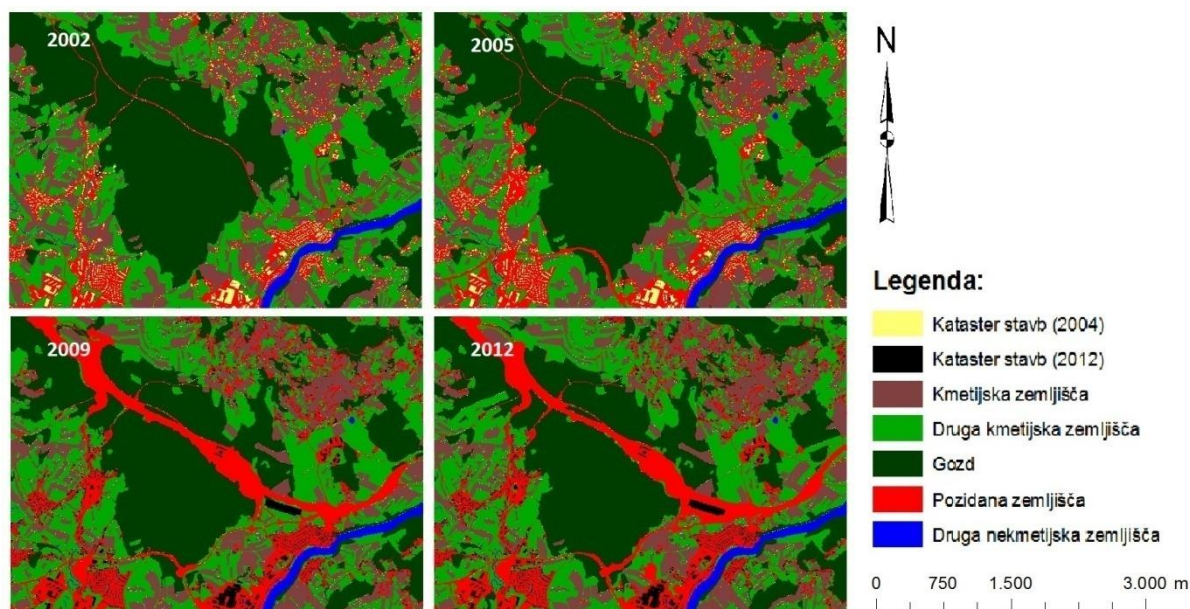 2002
2005
2009
2012
N
Legenda:
Kataster stavb (2004)
Kataster stavb (2012)
Kmetijska zemljišča
Druga kmetijska zemljišča
Gozd
Pozidana zemljišča
Druga nekmetijska zemljišča
0 750 1.500 3.000 m